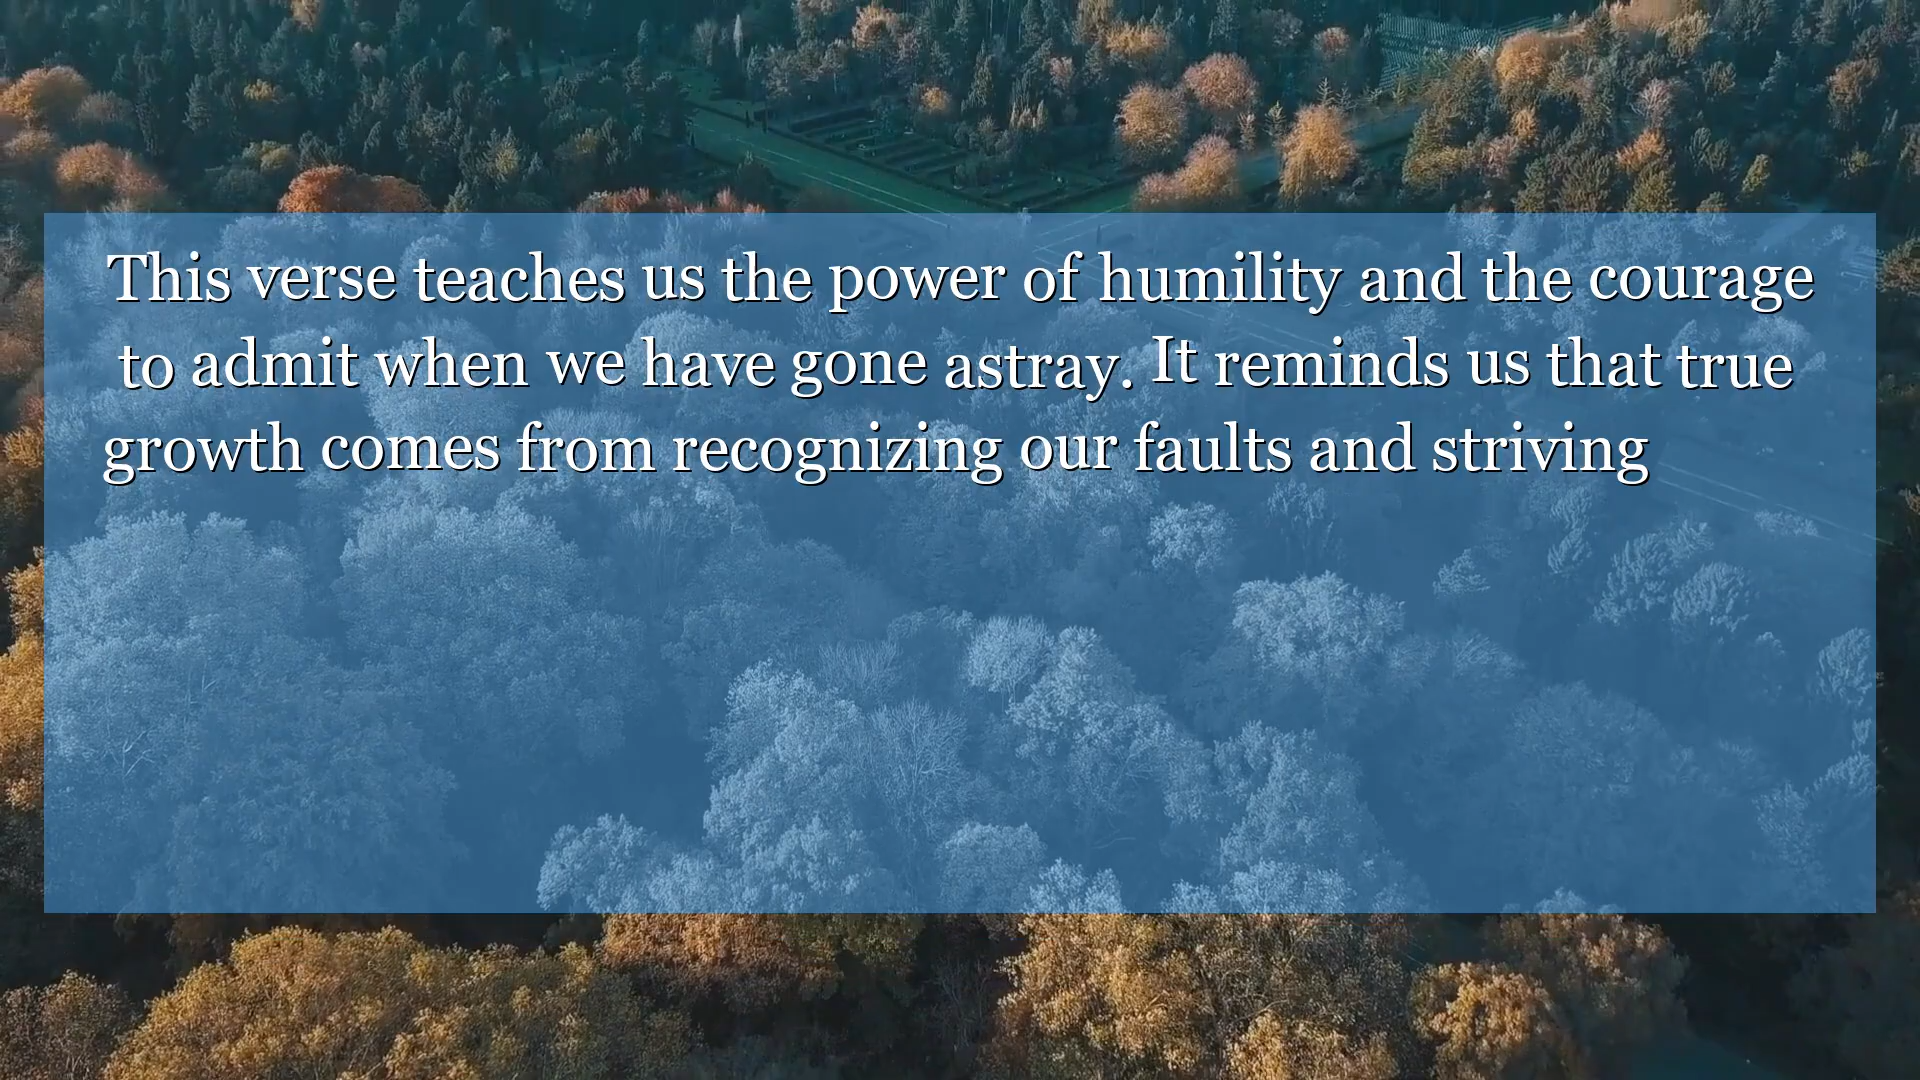 This verse teaches us the power of humility and the courage
to admit when we have gone astray. It reminds us that true
growth comes from recognizing our faults and striving